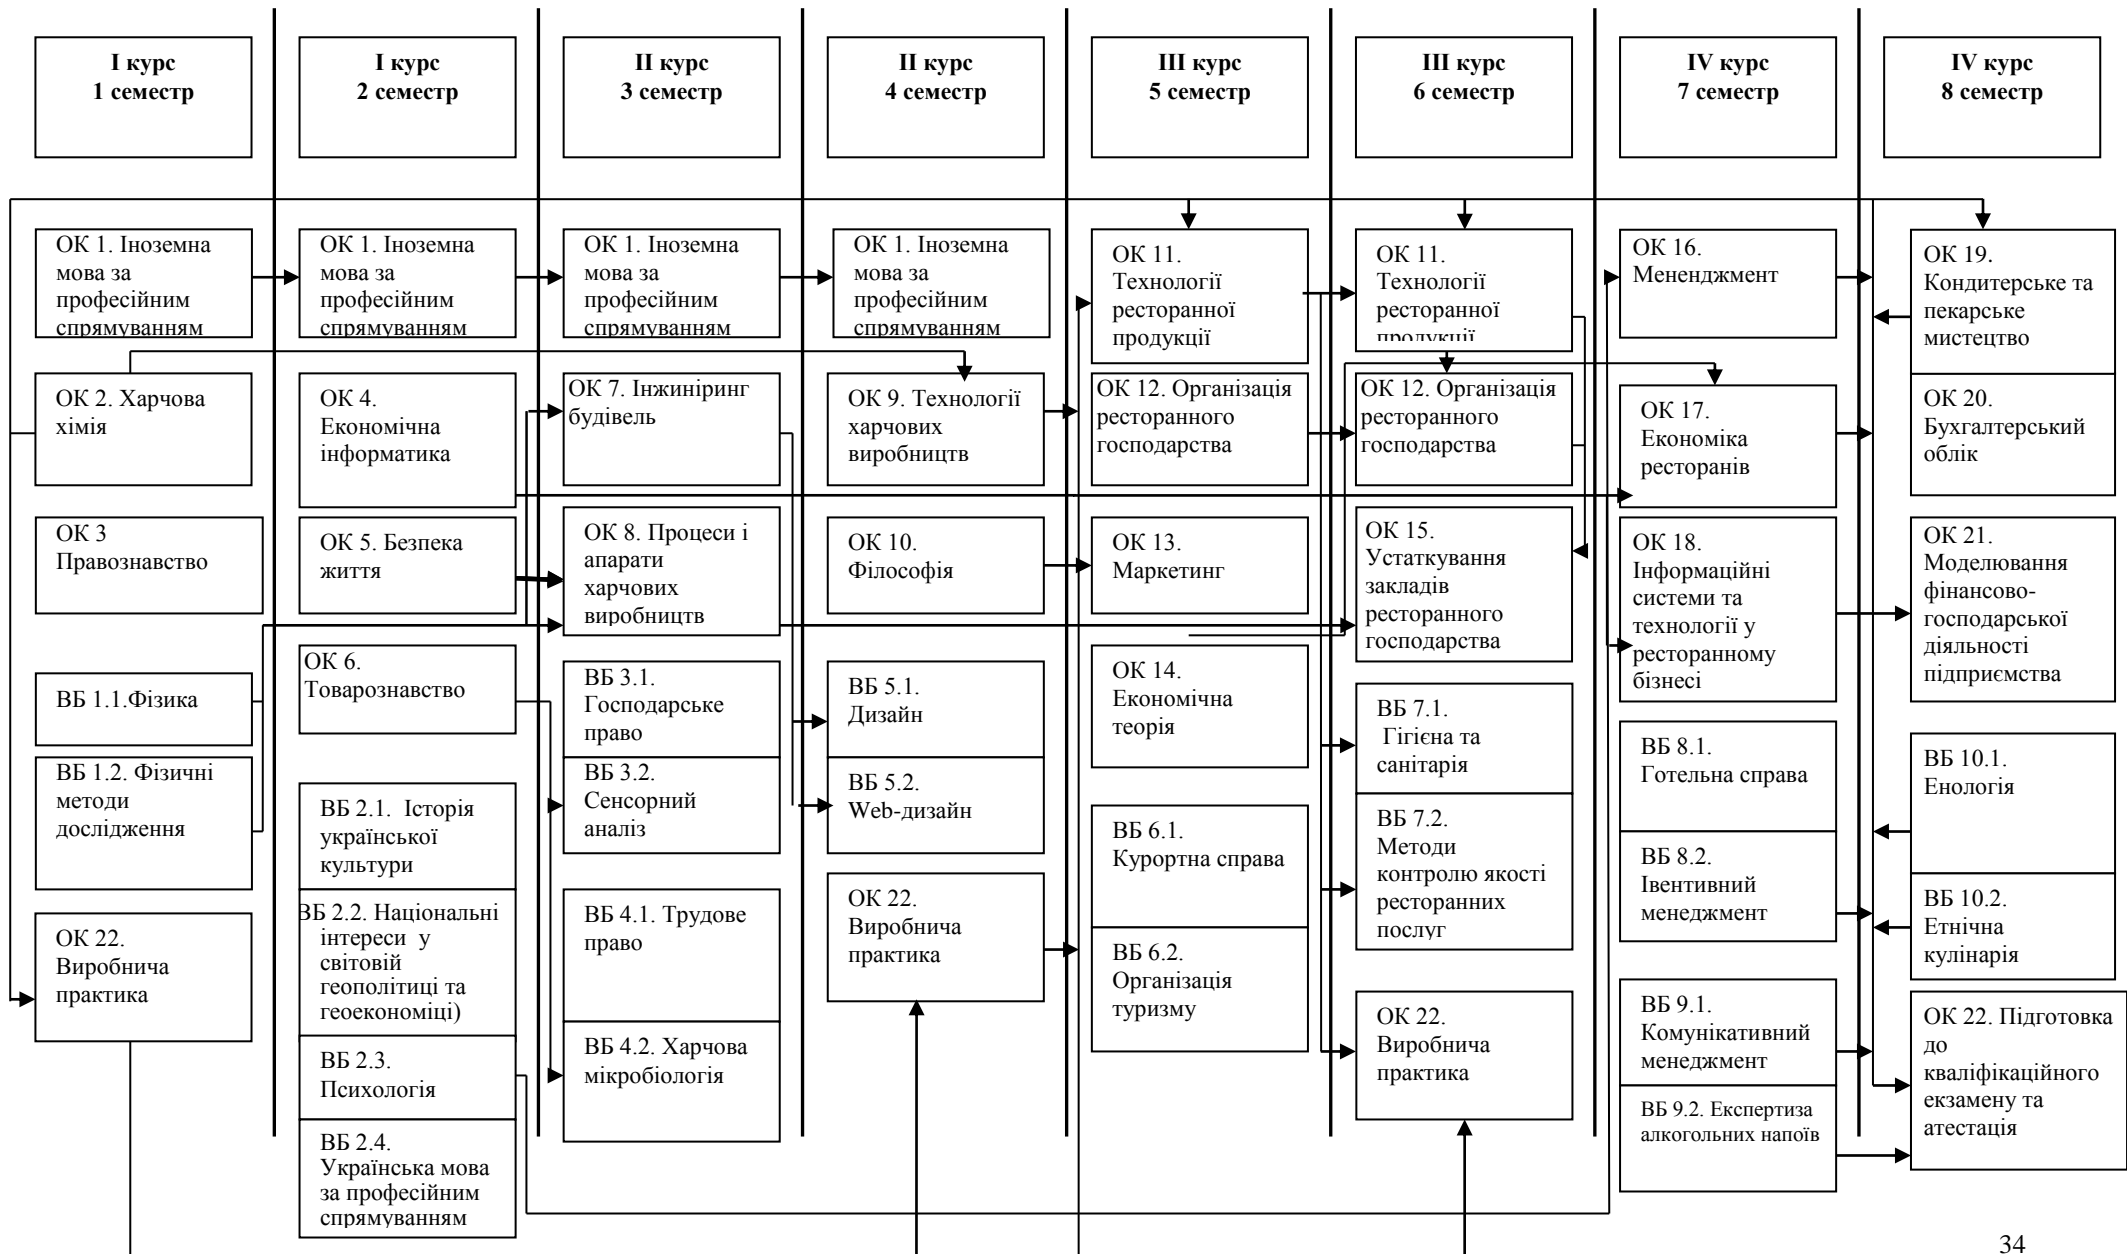 І курс
1 семестр
І курс
2 семестр
ІІ курс
3 семестр
ІІ курс
4 семестр
ІІІ курс
5 семестр
ІІІ курс
6 семестр
IV курс
7 семестр
IV курс
8 семестр
ОК 1. Іноземна
мова за
професійним
спрямуванням
ОК 2. Харчова
хімія
ОК 3
Правознавство
ВБ 1.1.Фізика
ВБ 1.2. Фізичні
методи
дослідження
ОК 22.
Виробнича
практика
ОК 1. Іноземна
мова за
професійним
спрямуванням
ОК 4.
Економічна
інформатика
ОК 5. Безпека
життя
ОК 6.
Товарознавство
ВБ 2.1. Історія
української
культури
ВБ 2.2. Національні
інтереси у
світовій
геополітиці та
геоекономіці)
ВБ 2.3.
Психологія
ВБ 2.4.
Українська мова
за професійним
спрямуванням
ОК 1. Іноземна
мова за
професійним
спрямуванням
ОК 7. Інжиніринг
будівель
ОК 8. Процеси і
апарати
харчових
виробництв
ВБ 3.1.
Господарське
право
ВБ 3.2.
Сенсорний
аналіз
ВБ 4.1. Трудове
право
ВБ 4.2. Харчова
мікробіологія
ОК 1. Іноземна
мова за
професійним
спрямуванням
ОК 9. Технології
харчових
виробництв
ОК 10.
Філософія
ВБ 5.1.
Дизайн
ВБ 5.2.
Web-дизайн
ОК 22.
Виробнича
практика
ОК 11.
Технології
ресторанної
продукції
ОК 12. Організація
ресторанного
господарства
ОК 13.
Маркетинг
ОК 14.
Економічна
теорія
ВБ 6.1.
Курортна справа
ВБ 6.2.
Організація
туризму
ОК 11.
Технології
ресторанної
продукції
ОК 12. Організація
ресторанного
господарства
ОК 15.
Устаткування
закладів
ресторанного
господарства
ВБ 7.1.
Гігієна та
санітарія
ВБ 7.2.
Методи
контролю якості
ресторанних
послуг
ОК 22.
Виробнича
практика
ОК 16.
Мененджмент
ОК 17.
Економіка
ресторанів
ОК 18.
Інформаційні
системи та
технології у
ресторанному
бізнесі
ВБ 8.1.
Готельна справа
ВБ 8.2.
Івентивний
менеджмент
ВБ 9.1.
Комунікативний
менеджмент
ВБ 9.2. Експертиза
алкогольних напоїв
ОК 19.
Кондитерське та
пекарське
мистецтво
ОК 20.
Бухгалтерський
облік
ОК 21.
Моделювання
фінансово-
господарської
діяльності
підприємства
ВБ 10.1.
Енологія
ВБ 10.2.
Етнічна
кулінарія
ОК 22. Підготовка
до
кваліфікаційного
екзамену та
атестація
34